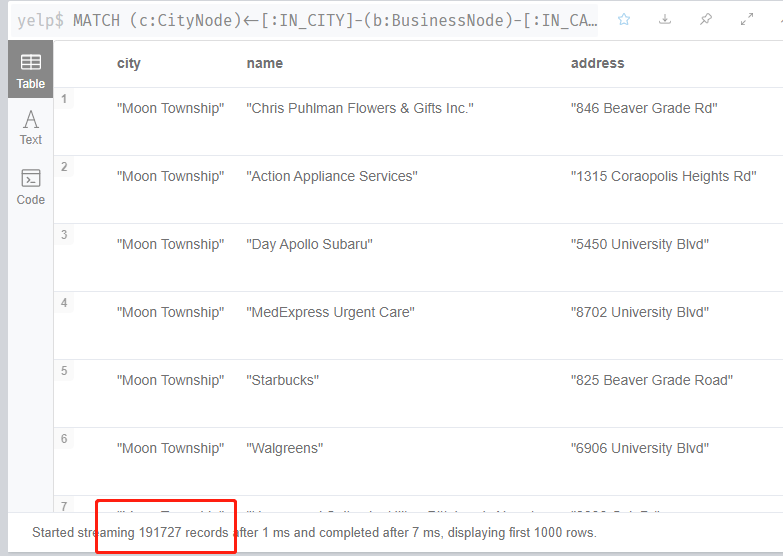 yelp$ MATCH (c:CityNode)<-[:IN_CITY]-(b:BusinessNode)-[:IN_CA…
city name address
Table
1 "Moon Township" "Chris Puhlman Flowers & Gifts Inc." "846 Beaver Grade Rd"
Text
2 "Moon Township" "Action Appliance Services" "1315 Coraopolis Heights Rd"
Code
3 "Moon Township" "Day Apollo Subaru" "5450 University Blvd"
4 "Moon Township" "MedExpress Urgent Care" "8702 University Blvd"
5 "Moon Township" "Starbucks" "825 Beaver Grade Road"
6 "Moon Township" "Walgreens" "6906 University Blvd"
7
Started streaming 191727 records after 1 ms and completed after 7 ms, displaying first 1000 rows.